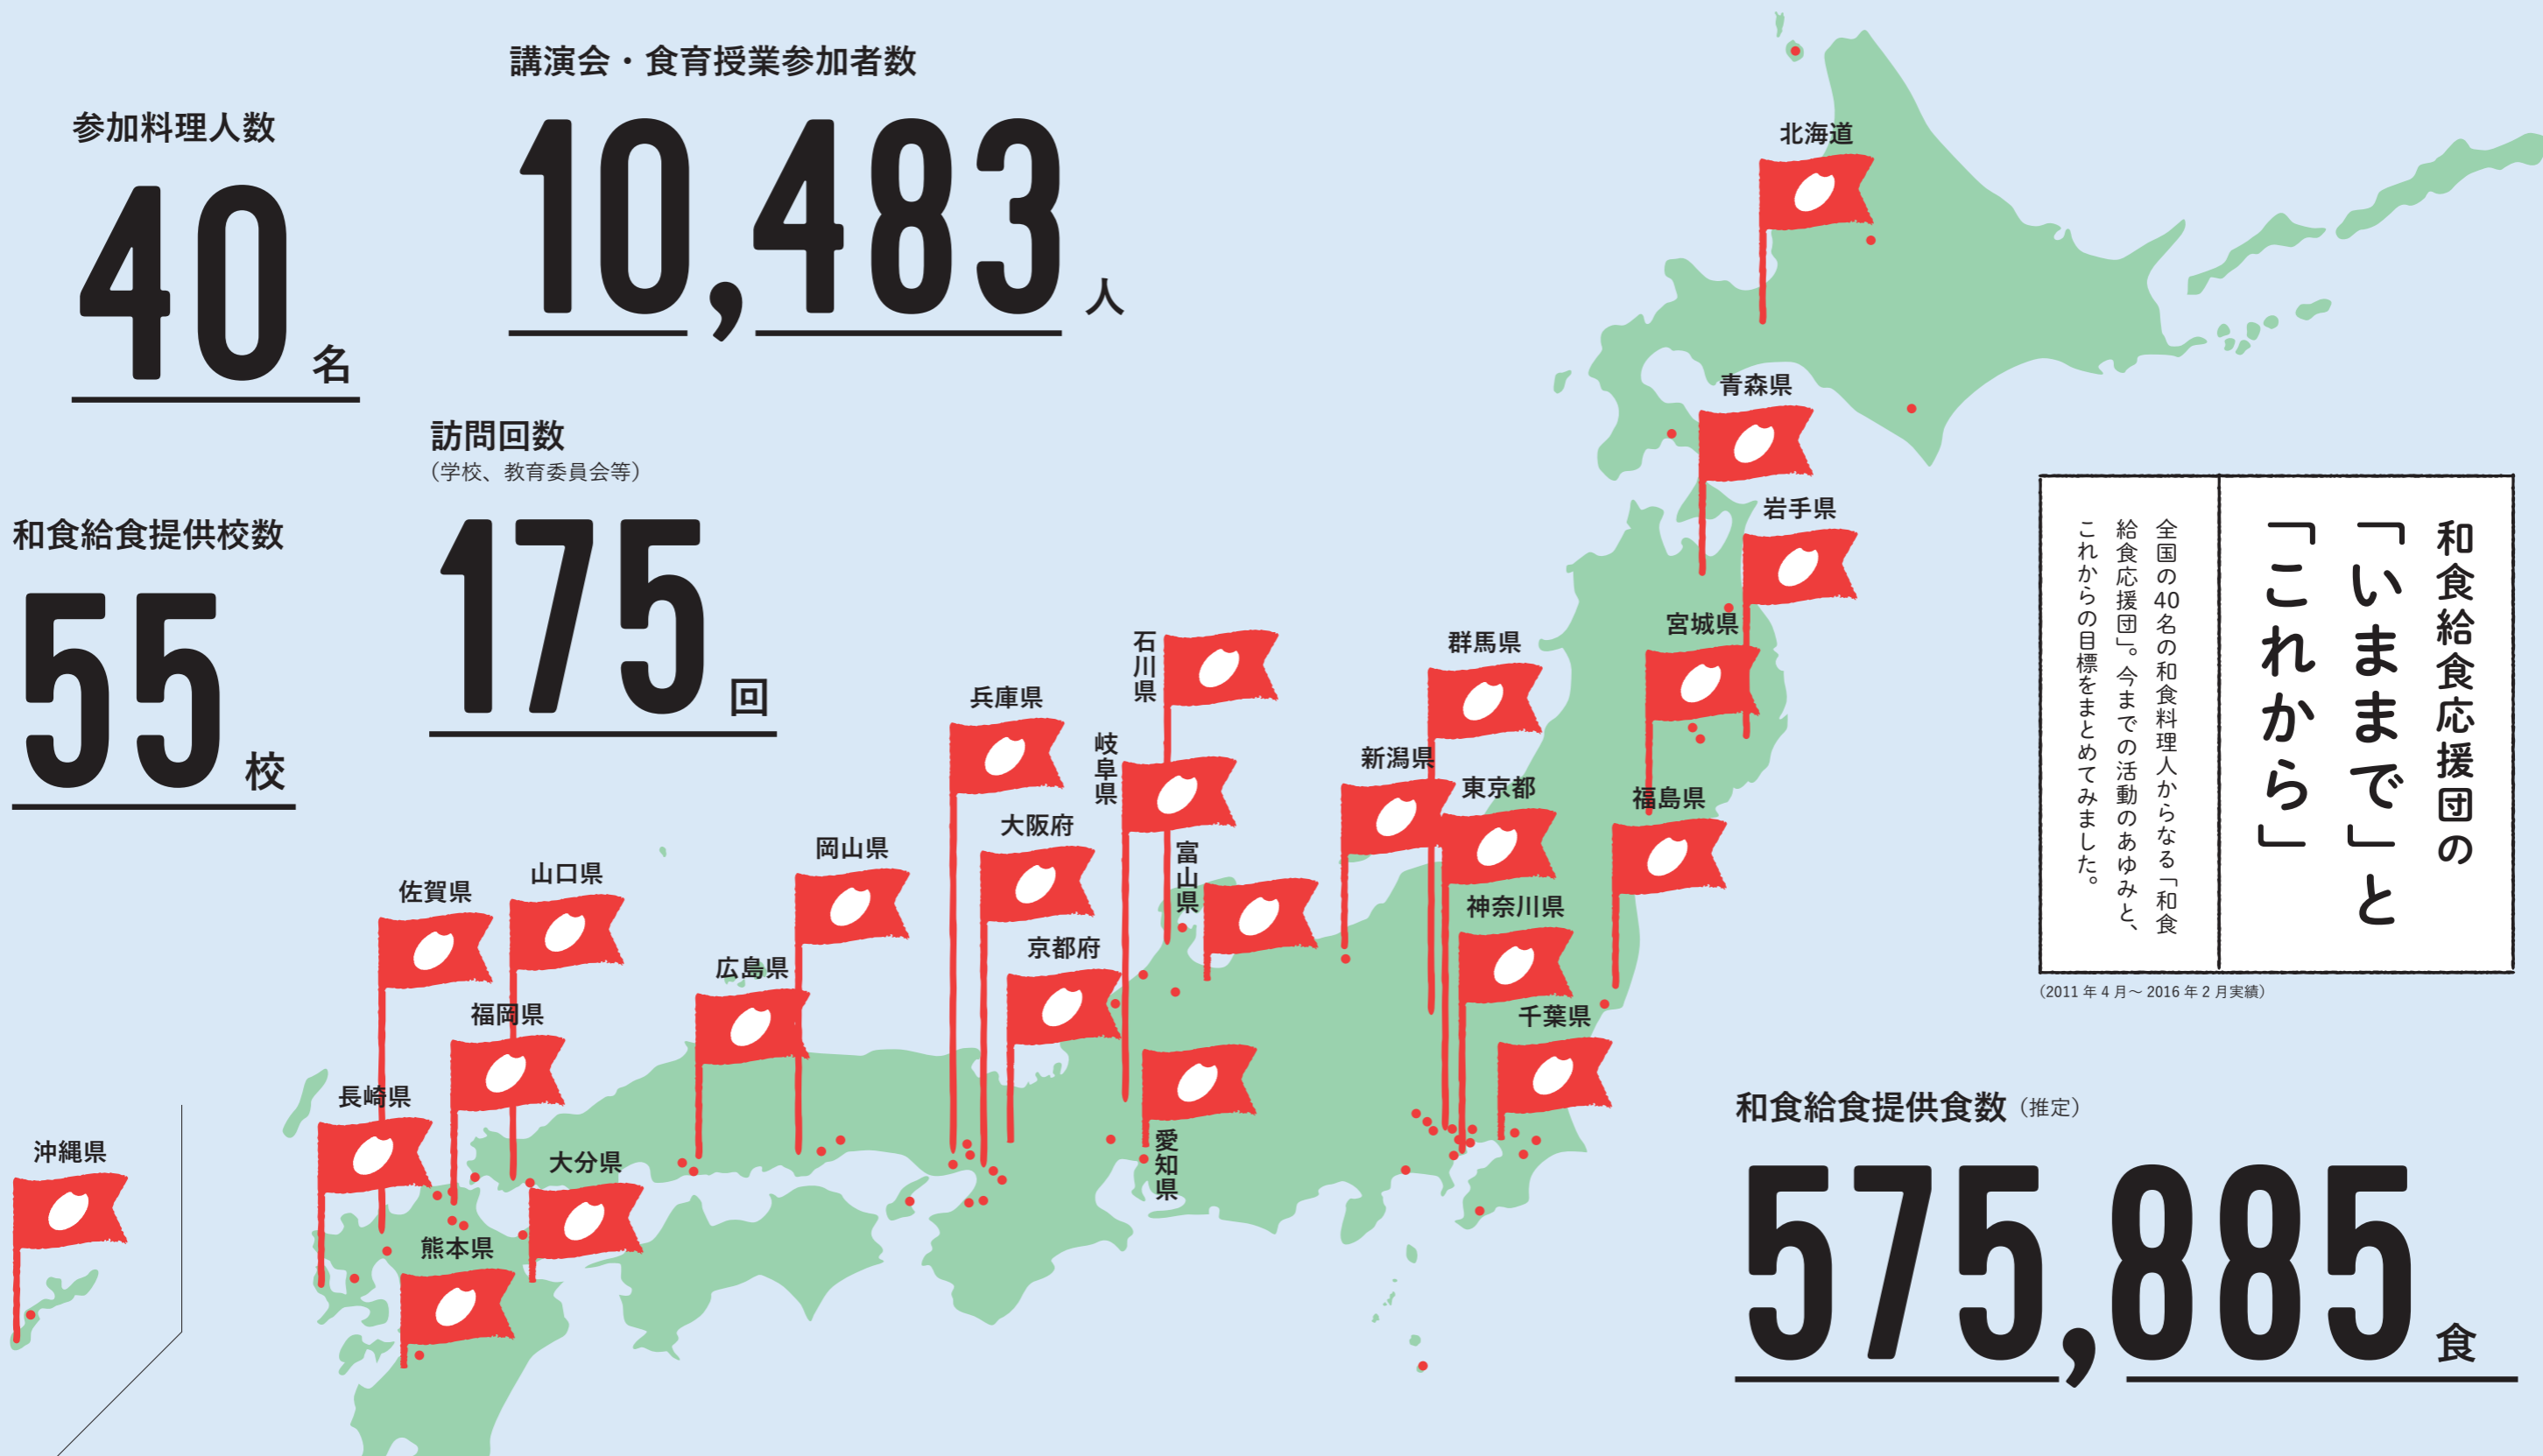 参加料理人数
40名
講演会・食育授業参加者数
10,483人
訪問回数
（学校、教育委員会等）
175回
和食給食提供校数
55校
和食給食応援団の
「いままで」と
「これから」
全国の40名の和食料理人からなる「和食
給食応援団」。今までの活動のあゆみと、
これからの目標をまとめてみました。
（2011年4月〜2016年2月実績）
和食給食提供食数（推定）
575,885食
北海道
青森県
岩手県
宮城県
福島県
群馬県
新潟県
東京都
神奈川県
千葉県
石川県
岐阜県
富山県
愛知県
兵庫県
大阪府
京都府
岡山県
広島県
山口県
佐賀県
福岡県
長崎県
大分県
熊本県
沖縄県